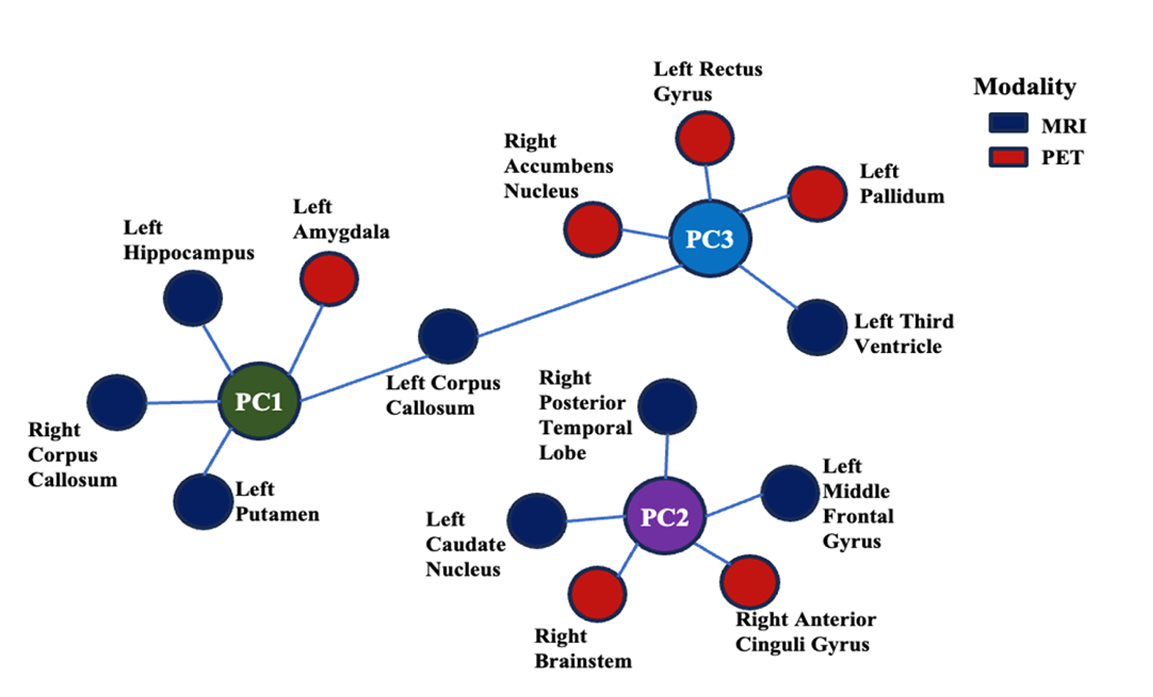 Left Rectus
Gyrus
Modality
MRI
PET
Right
Accumbens
Nucleus
Left
Pallidum
PC3
Left
Hippocampus
Left
Amygdala
Left Third
Ventricle
Left Corpus
Callosum
PC1
Right
Corpus
Callosum
Left
Putamen
Right
Posterior
Temporal
Lobe
Left
Middle
Frontal
Gyrus
PC2
Left
Caudate
Nucleus
Right
Brainstem
Right Anterior
Cinguli Gyrus